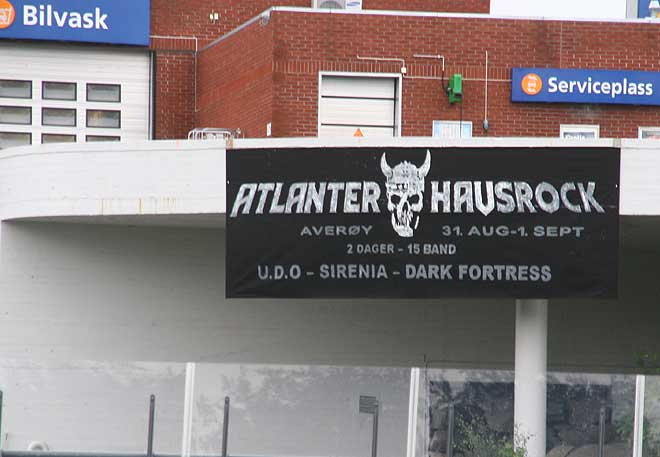 Bilvask
Serviceplass
ATLANTER HAUSROCK
AVERØY 31. AUG-1. SEPT
2 DAGER - 15 BAND
U.D.O - SIRENIA - DARK FORTRESS